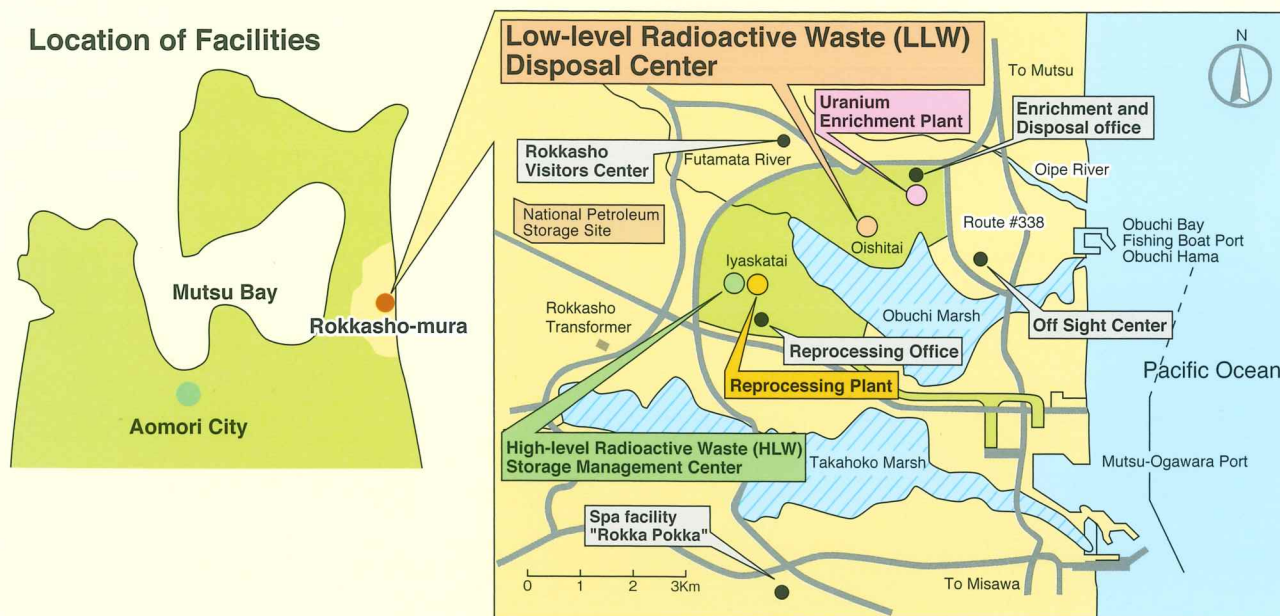 Location of Facilities
Mutsu Bay
Rokkasho-mura
Aomori City
Low-level Radioactive Waste (LLW)
Disposal Center
To Mutsu
N
Uranium
Enrichment Plant
Enrichment and
Disposal office
Rokkasho
Visitors Center
Futamata River
Oipe River
National Petroleum
Storage Site
Oishitai
Route #338
Obuchi Bay
Fishing Boat Port
Obuchi Hama
Iyaskatai
Rokkasho
Transformer
Obuchi Marsh
Off Sight Center
Reprocessing Office
Pacific Ocean
Reprocessing Plant
High-level Radioactive Waste (HLW)
Storage Management Center
Takahoko Marsh
Mutsu-Ogawara Port
Spa facility
"Rokka Pokka"
0 1 2 3Km
To Misawa